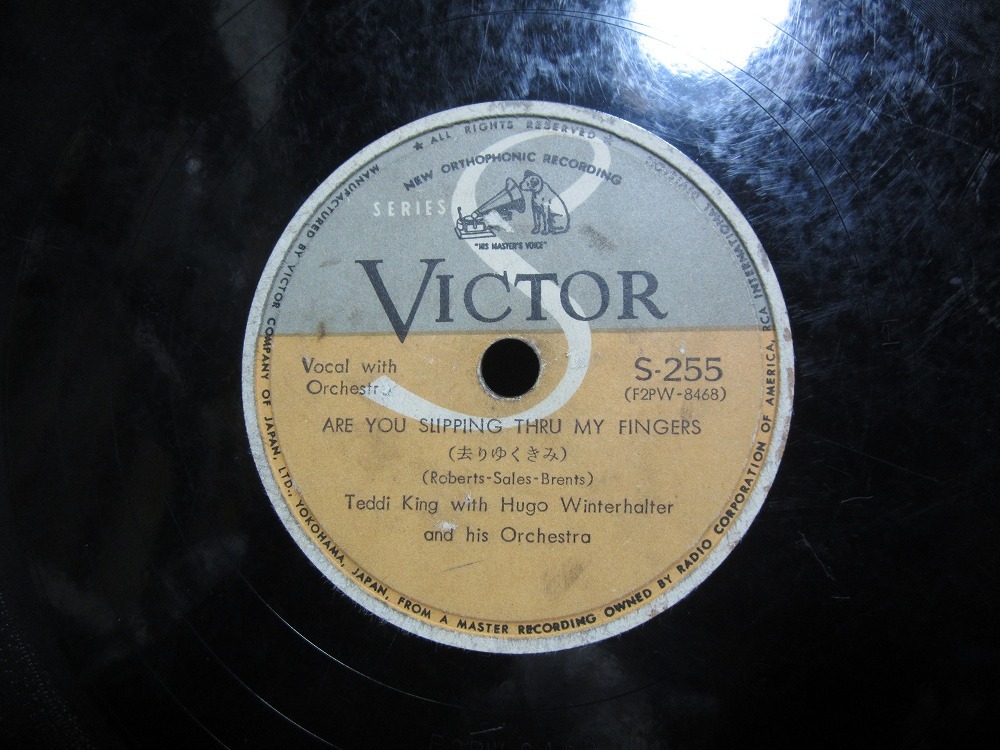 ★ ALL RIGHTS RESERVED
NEW ORTHOPHONIC RECORDING
SERIES S
"HIS MASTER'S VOICE"
VICTOR
Vocal with
Orchestra
S-255
(F2PW-8468)
ARE YOU SLIPPING THRU MY FINGERS
(去りゆくきみ)
(Roberts-Sales-Brents)
Teddi King with Hugo Winterhalter
and his Orchestra
MANUFACTURED BY VICTOR COMPANY OF JAPAN, LTD., YOKOHAMA, JAPAN, FROM A MASTER RECORDING OWNED BY RADIO CORPORATION OF AMERICA, RCA INTERNATIONAL